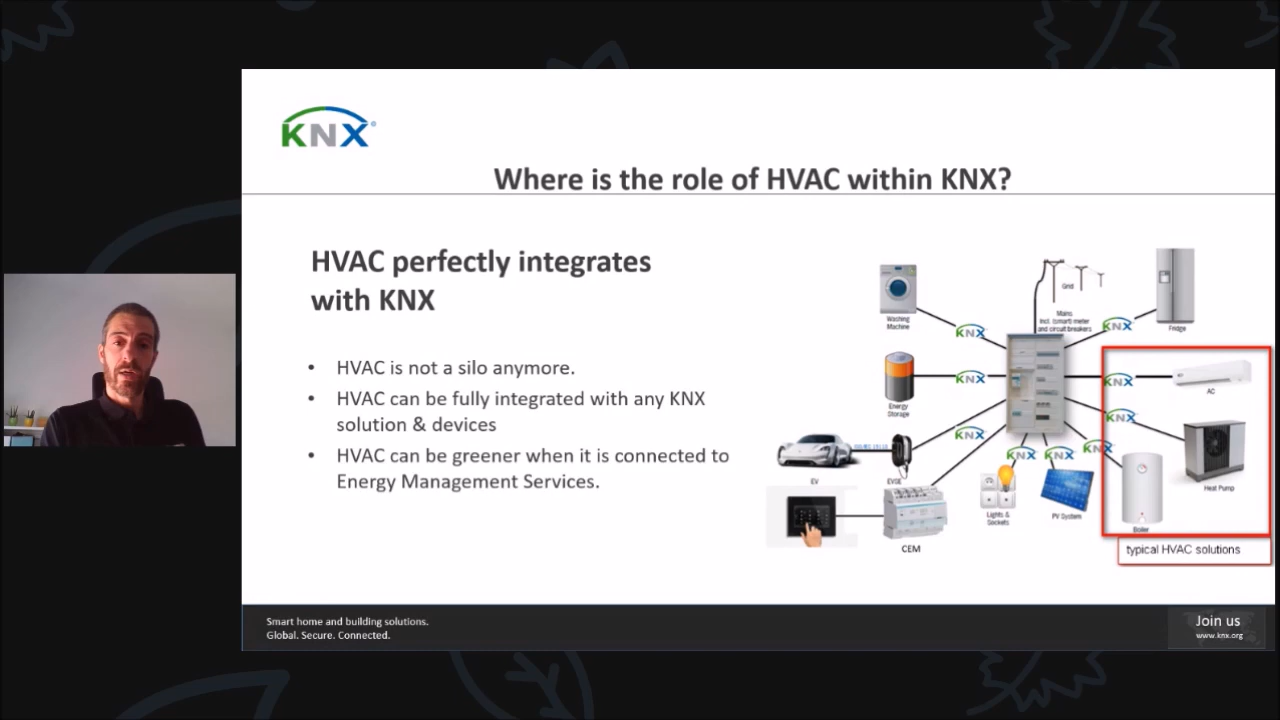 KNX
Where is the role of HVAC within KNX?
HVAC perfectly integrates
with KNX
• HVAC is not a silo anymore.
• HVAC can be fully integrated with any KNX
solution & devices
• HVAC can be greener when it is connected to
Energy Management Services.
Washing
Machine
KNX
Grid
Mains
incl. (smart) meter
and circuit breakers
KNX
Fridge
Energy
Storage
KNX
KNX
AC
EV
EVSE
KNX
KNX
Heat Pump
CEM
KNX
Lights &
Sockets
KNX
PV System
KNX
Boiler
typical HVAC solutions
Smart home and building solutions.
Global. Secure. Connected.
Join us
www.knx.org